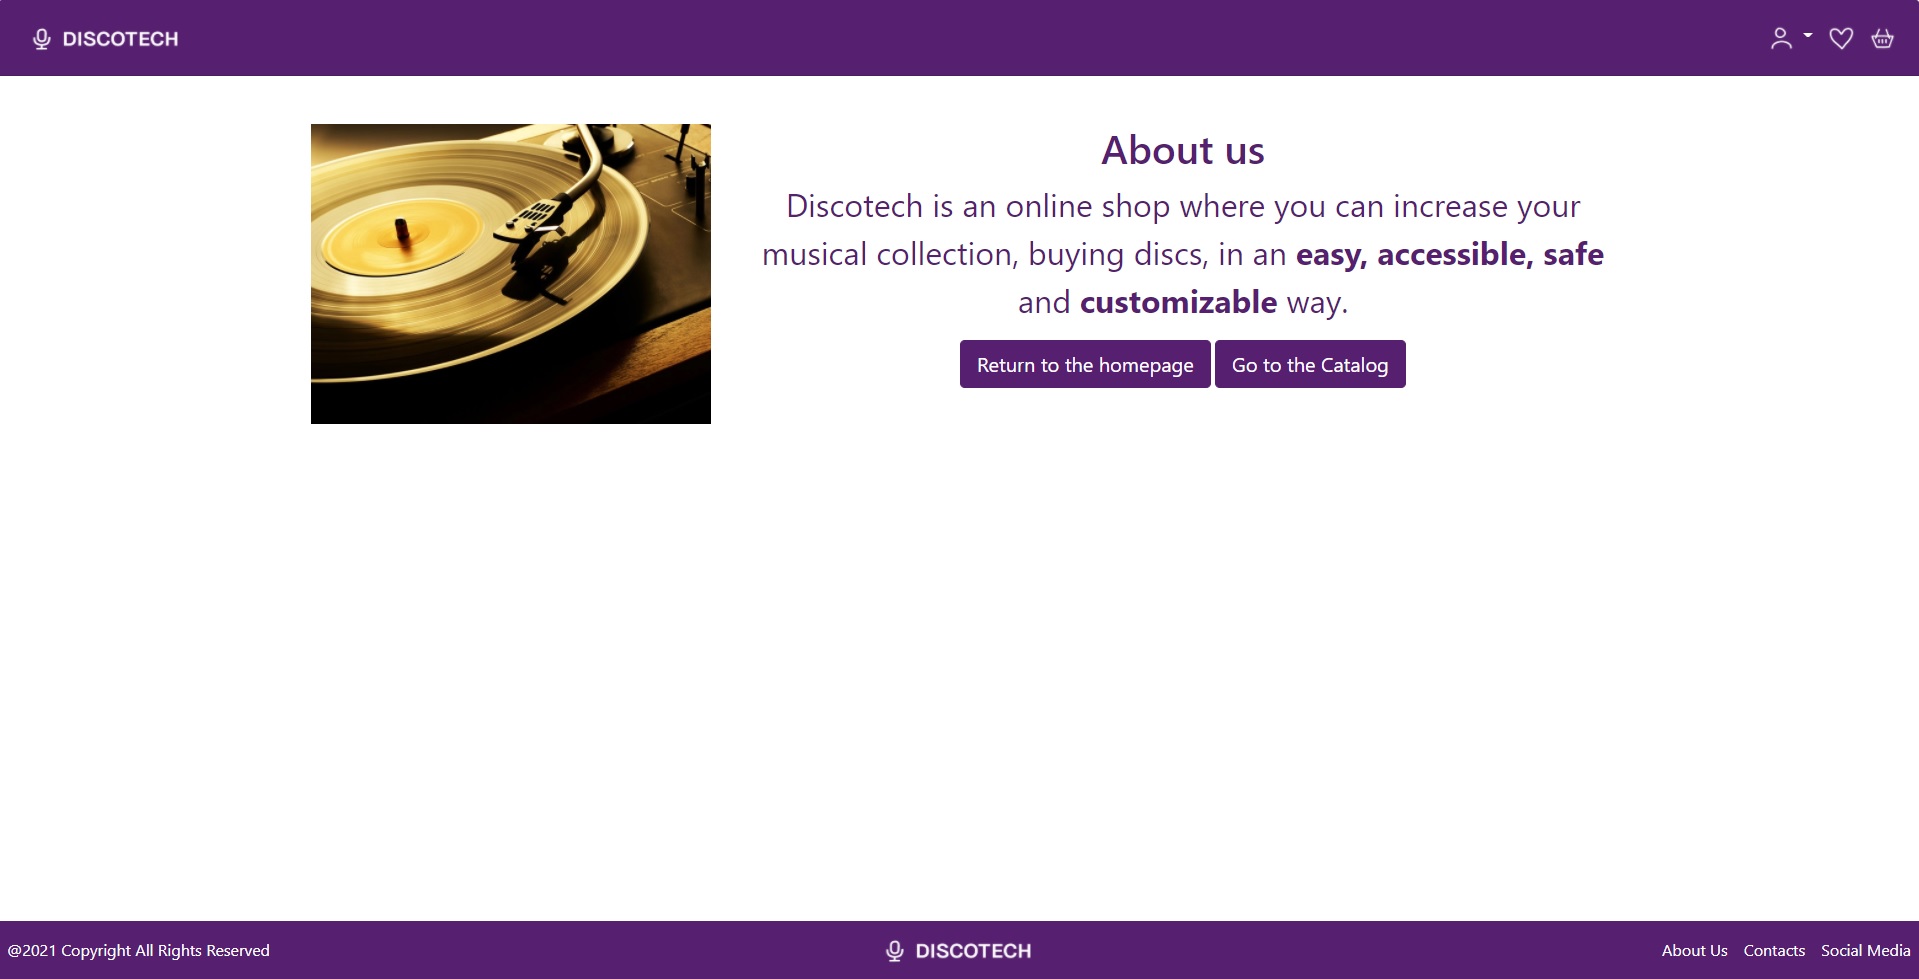 DISCOTECH
About us
Discotech is an online shop where you can increase your
musical collection, buying discs, in an easy, accessible, safe
and customizable way.
Return to the homepage
Go to the Catalog
@2021 Copyright All Rights Reserved
DISCOTECH
About Us
Contacts
Social Media